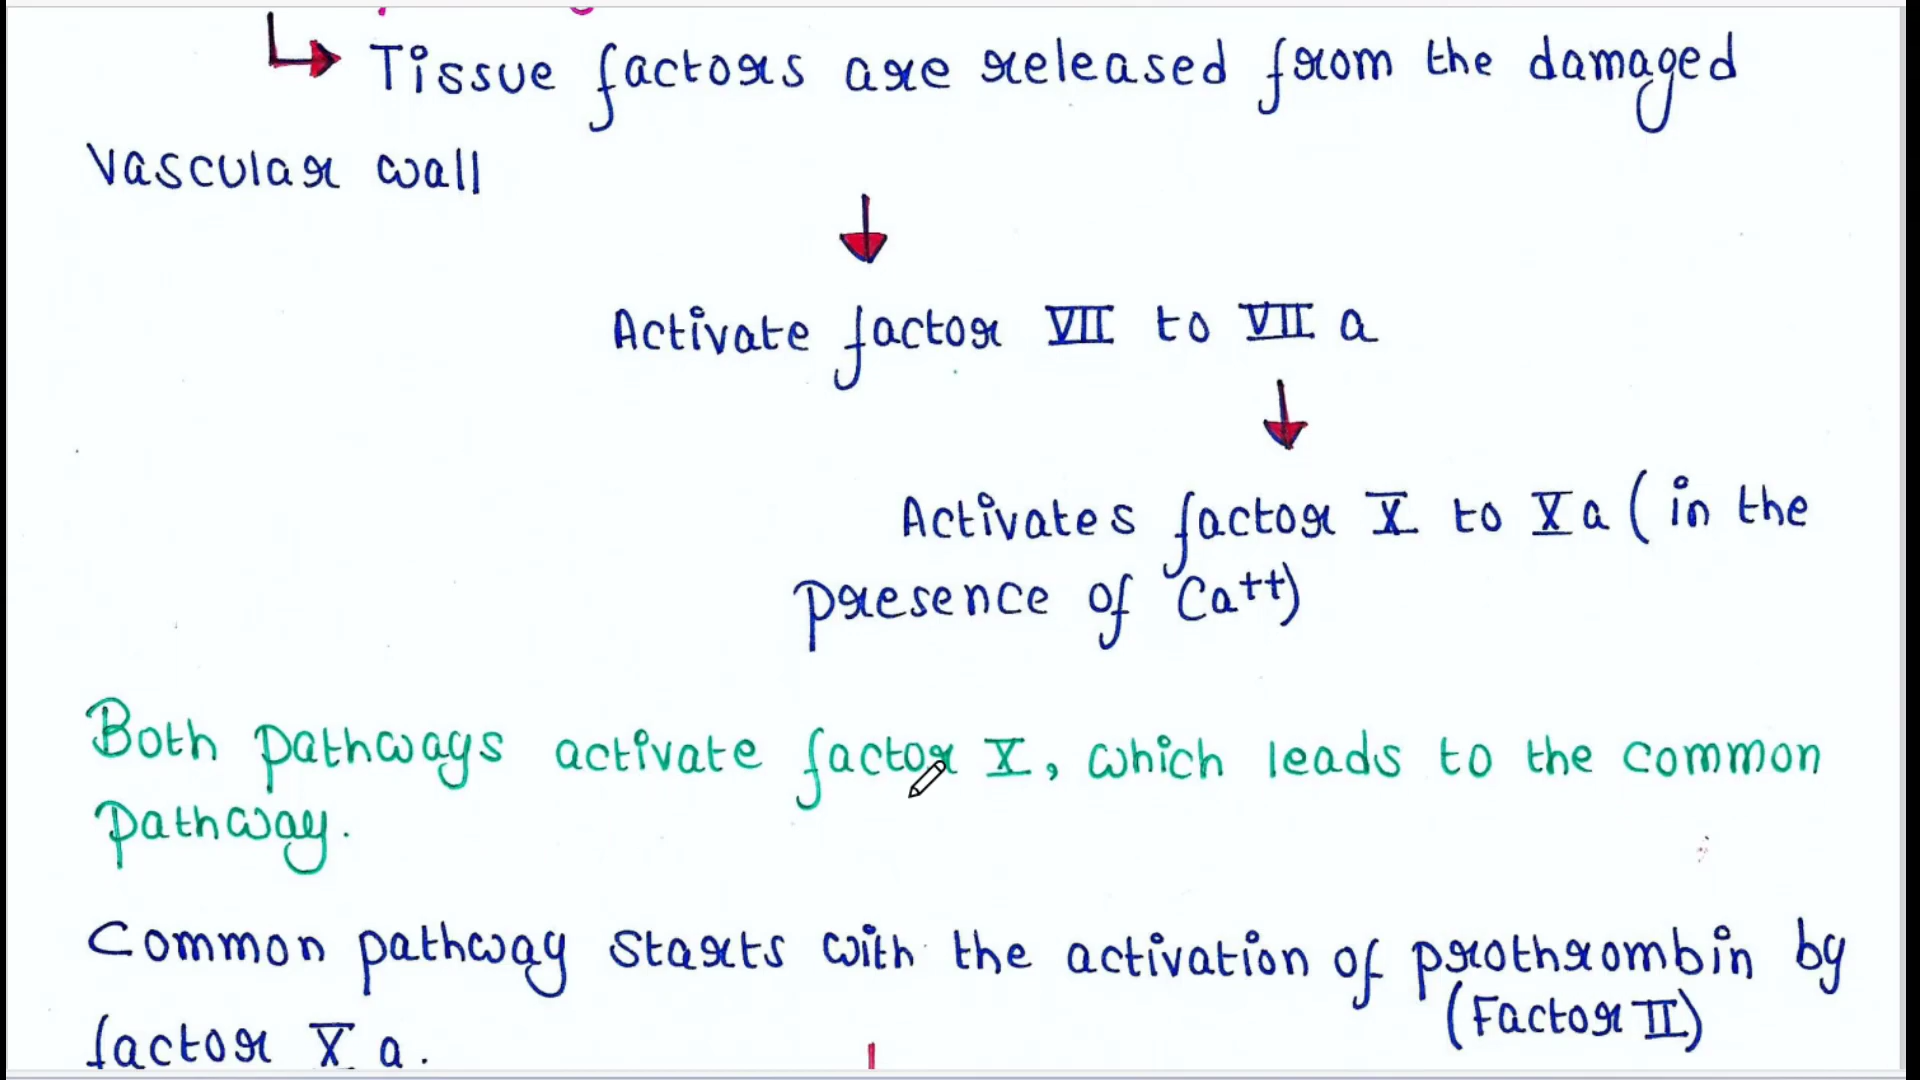 Tissue factors are released from the damaged
vascular wall
Activate factor VII to VII a
Activates factor X to Xa (in the
presence of Ca++)
Both pathways activate factor X, which leads to the common
pathway.
Common pathway starts with the activation of prothrombin by
(Factor II)
factor X a.